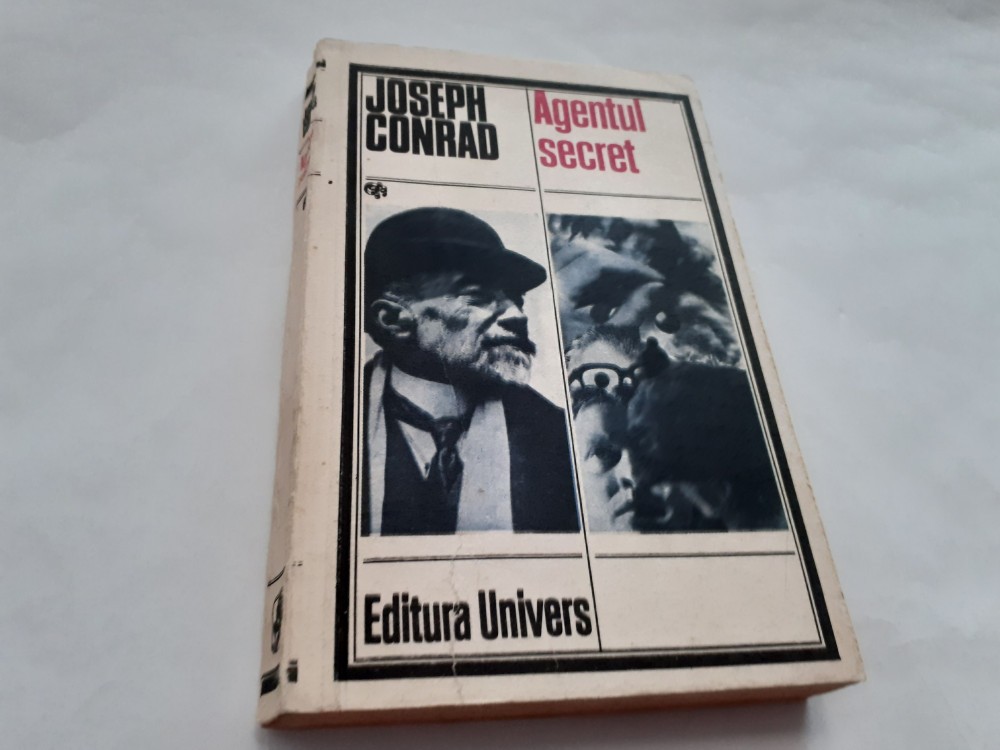 JOSEPH
CONRAD
Agentul
secret
Editura Univers